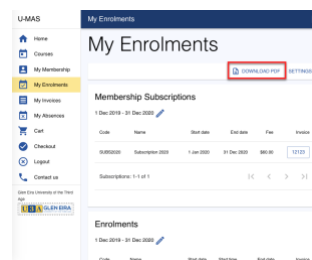 U-MAS
My Enrolments
Home
Courses
My Membership
My Enrolments
My Invoices
My Absences
Cart
Checkout
Logout
Contact us
Glen Eira University of the Third Age
U3A GLEN EIRA
My Enrolments
DOWNLOAD PDF SETTINGS
Membership Subscriptions
1 Dec 2019 - 31 Dec 2020
Code Name Start date End date Fee Invoice
SUBS2020 Subscription 2020 1 Jan 2020 31 Dec 2020 $60.00 12123
Subscriptions: 1-1 of 1
Enrolments
1 Dec 2019 - 31 Dec 2020
Code Name Start date Start time End date Fee Invoice